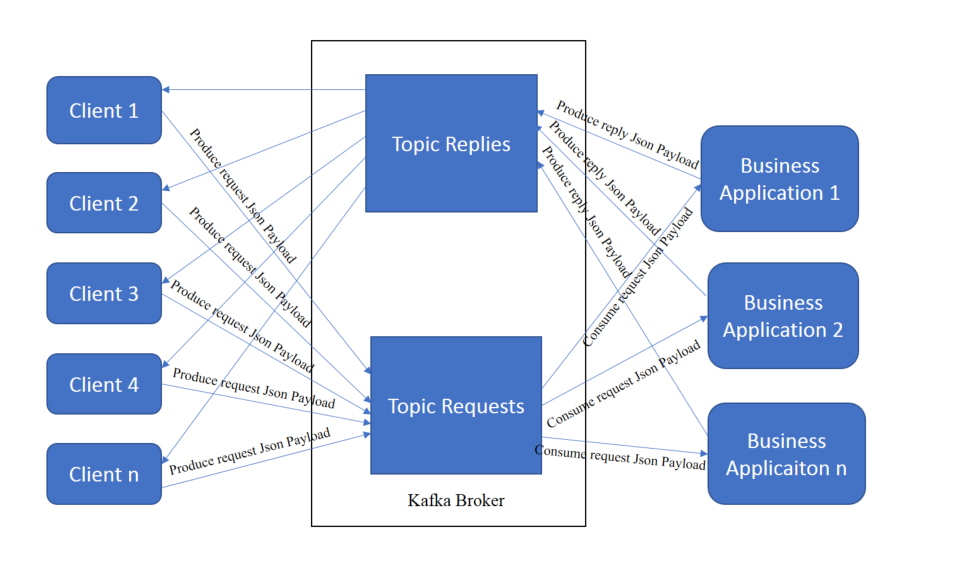 Client 1
Client 2
Client 3
Client 4
Client n
Produce request Json Payload
Produce request Json Payload
Produce request Json Payload
Produce request Json Payload
Produce request Json Payload
Topic Replies
Topic Requests
Kafka Broker
Produce reply Json Payload
Produce reply Json Payload
Produce reply Json Payload
Consume request Json Payload
Consume request Json Payload
Consume request Json Payload
Business
Application 1
Business
Application 2
Business
Applicaiton n